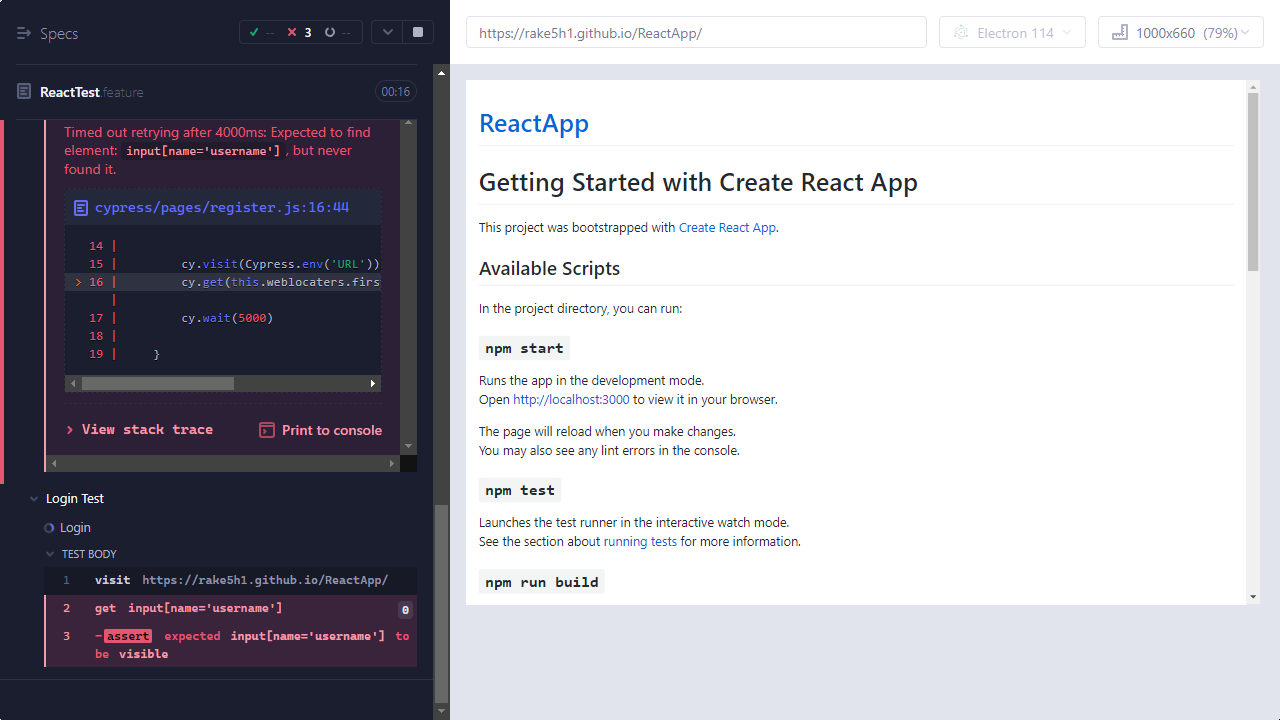 Specs
-- 3 --
ReactTest.feature
00:16
Timed out retrying after 4000ms: Expected to find
element: input[name='username'], but never
found it.
cypress/pages/register.js:16:44
14 |
15 | cy.visit(Cypress.env('URL'))
> 16 | cy.get(this.weblocaters.firs
|
17 | cy.wait(5000)
18 |
19 | }
> View stack trace
Print to console
Login Test
Login
TEST BODY
1 visit https://rake5h1.github.io/ReactApp/
2 get input[name='username'] 0
3 -assert expected input[name='username'] to
be visible
https://rake5h1.github.io/ReactApp/
Electron 114
1000x660 (79%)
ReactApp
Getting Started with Create React App
This project was bootstrapped with Create React App.
Available Scripts
In the project directory, you can run:
npm start
Runs the app in the development mode.
Open http://localhost:3000 to view it in your browser.
The page will reload when you make changes.
You may also see any lint errors in the console.
npm test
Launches the test runner in the interactive watch mode.
See the section about running tests for more information.
npm run build